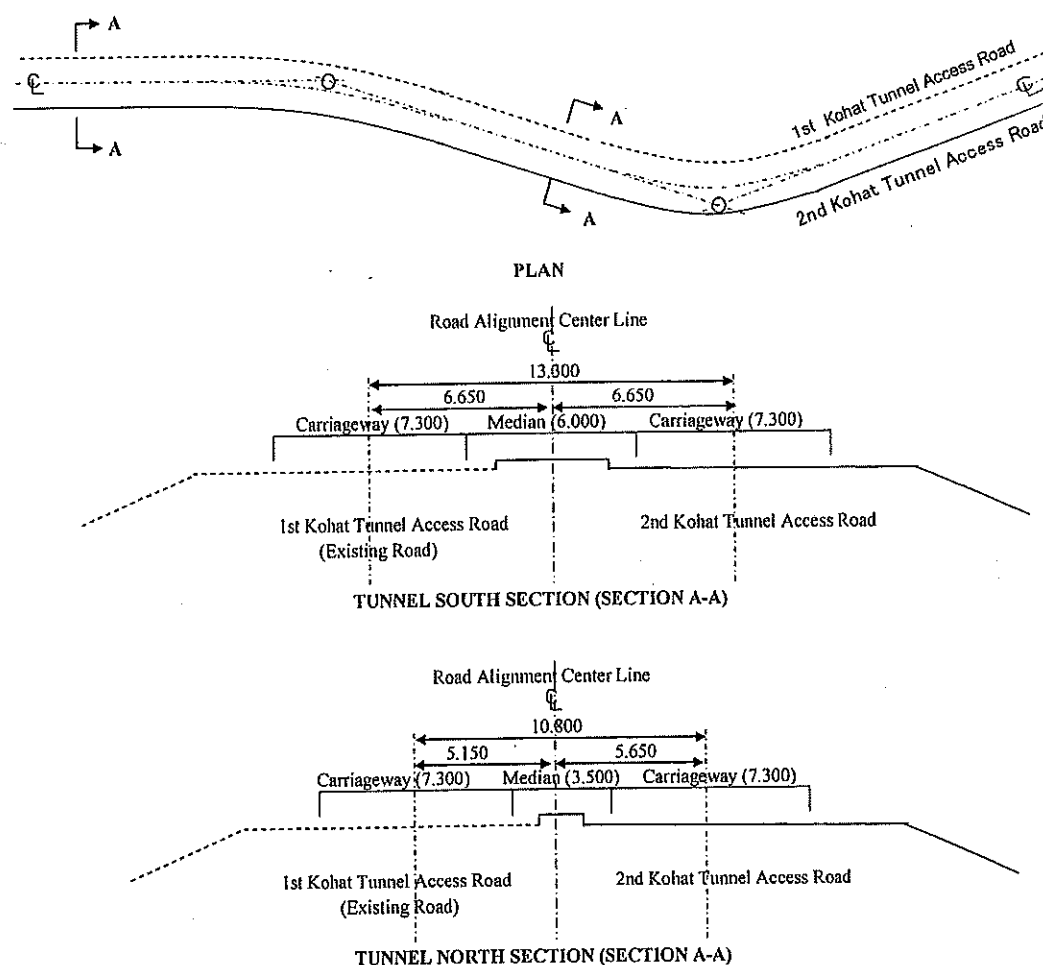 A
A
A
A
℄
℄
1st Kohat Tunnel Access Road
2nd Kohat Tunnel Access Road
PLAN
Road Alignment Center Line
℄
13.000
6.650 6.650
Carriageway (7.300) Median (6.000) Carriageway (7.300)
1st Kohat Tunnel Access Road 2nd Kohat Tunnel Access Road
(Existing Road)
TUNNEL SOUTH SECTION (SECTION A-A)
Road Alignment Center Line
℄
10.800
5.150 5.650
Carriageway (7.300) Median (3.500) Carriageway (7.300)
1st Kohat Tunnel Access Road 2nd Kohat Tunnel Access Road
(Existing Road)
TUNNEL NORTH SECTION (SECTION A-A)